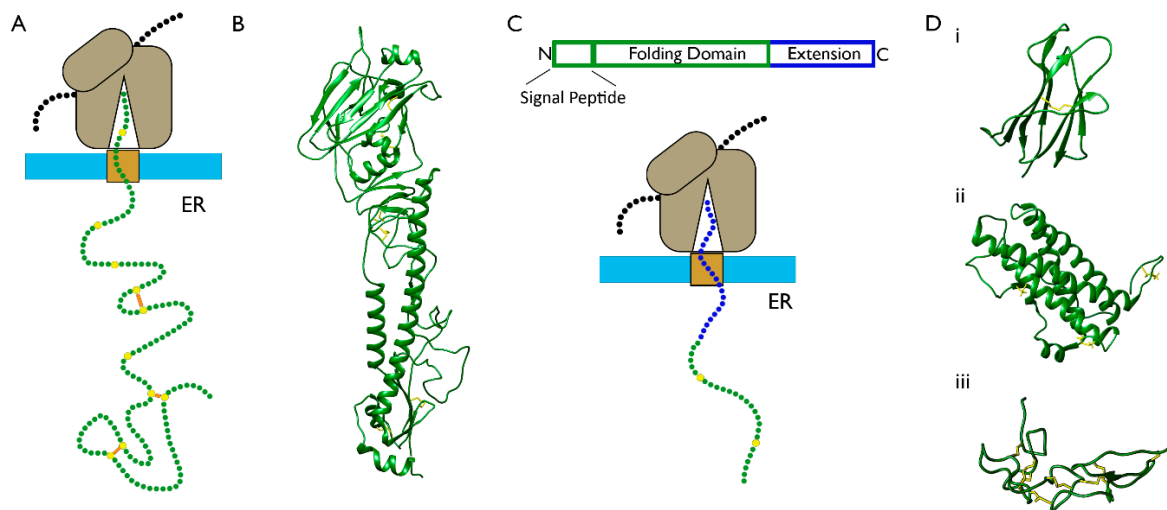 A
B
C
D
N
Folding Domain
Extension
C
Signal Peptide
i
ER
ii
ER
iii